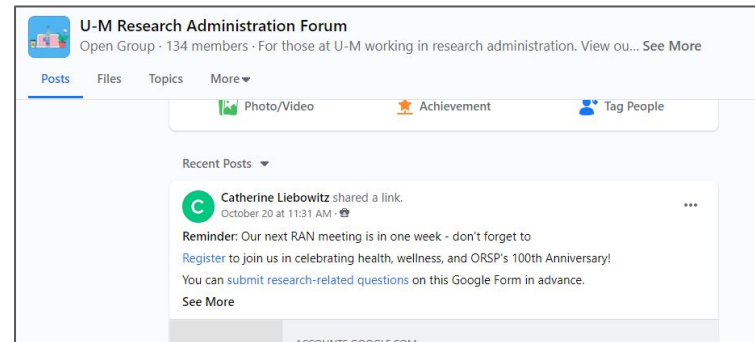 U-M Research Administration Forum
Open Group · 134 members · For those at U-M working in research administration. View ou... See More
Posts Files Topics More
Photo/Video Achievement Tag People
Recent Posts
C
Catherine Liebowitz shared a link.
October 20 at 11:31 AM ·
Reminder: Our next RAN meeting is in one week - don't forget to
Register to join us in celebrating health, wellness, and ORSP's 100th Anniversary!
You can submit research-related questions on this Google Form in advance.
See More
ACCOUNTS.GOOGLE.COM